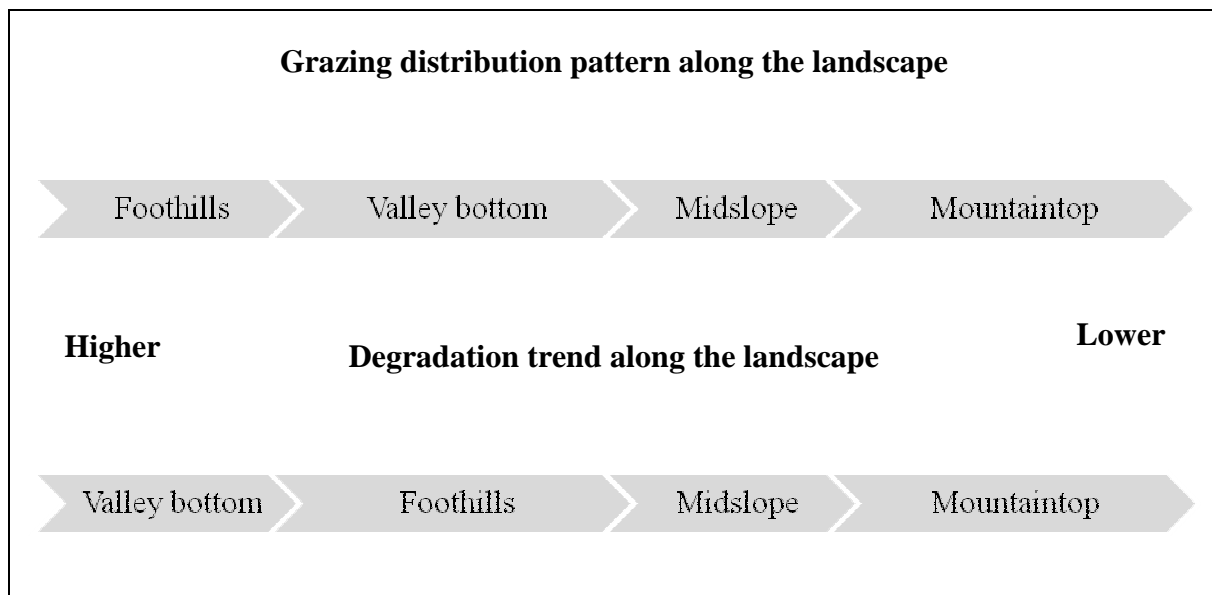 Grazing distribution pattern along the landscape
Foothills Valley bottom Midslope Mountaintop
Higher Degradation trend along the landscape Lower
Valley bottom Foothills Midslope Mountaintop